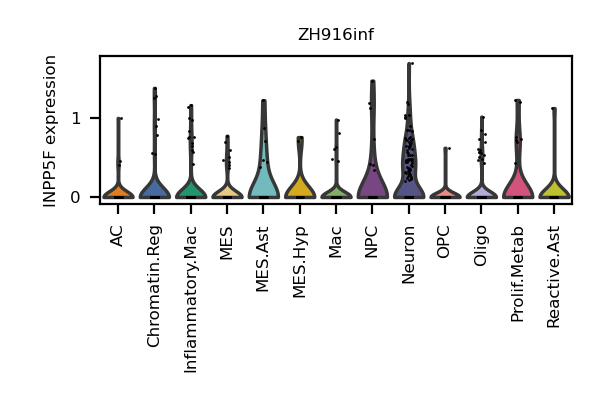 ZH916inf
INPP5F expression
1
0
AC
Chromatin.Reg
Inflammatory.Mac
MES
MES.Ast
MES.Hyp
Mac
NPC
Neuron
OPC
Oligo
Prolif.Metab
Reactive.Ast